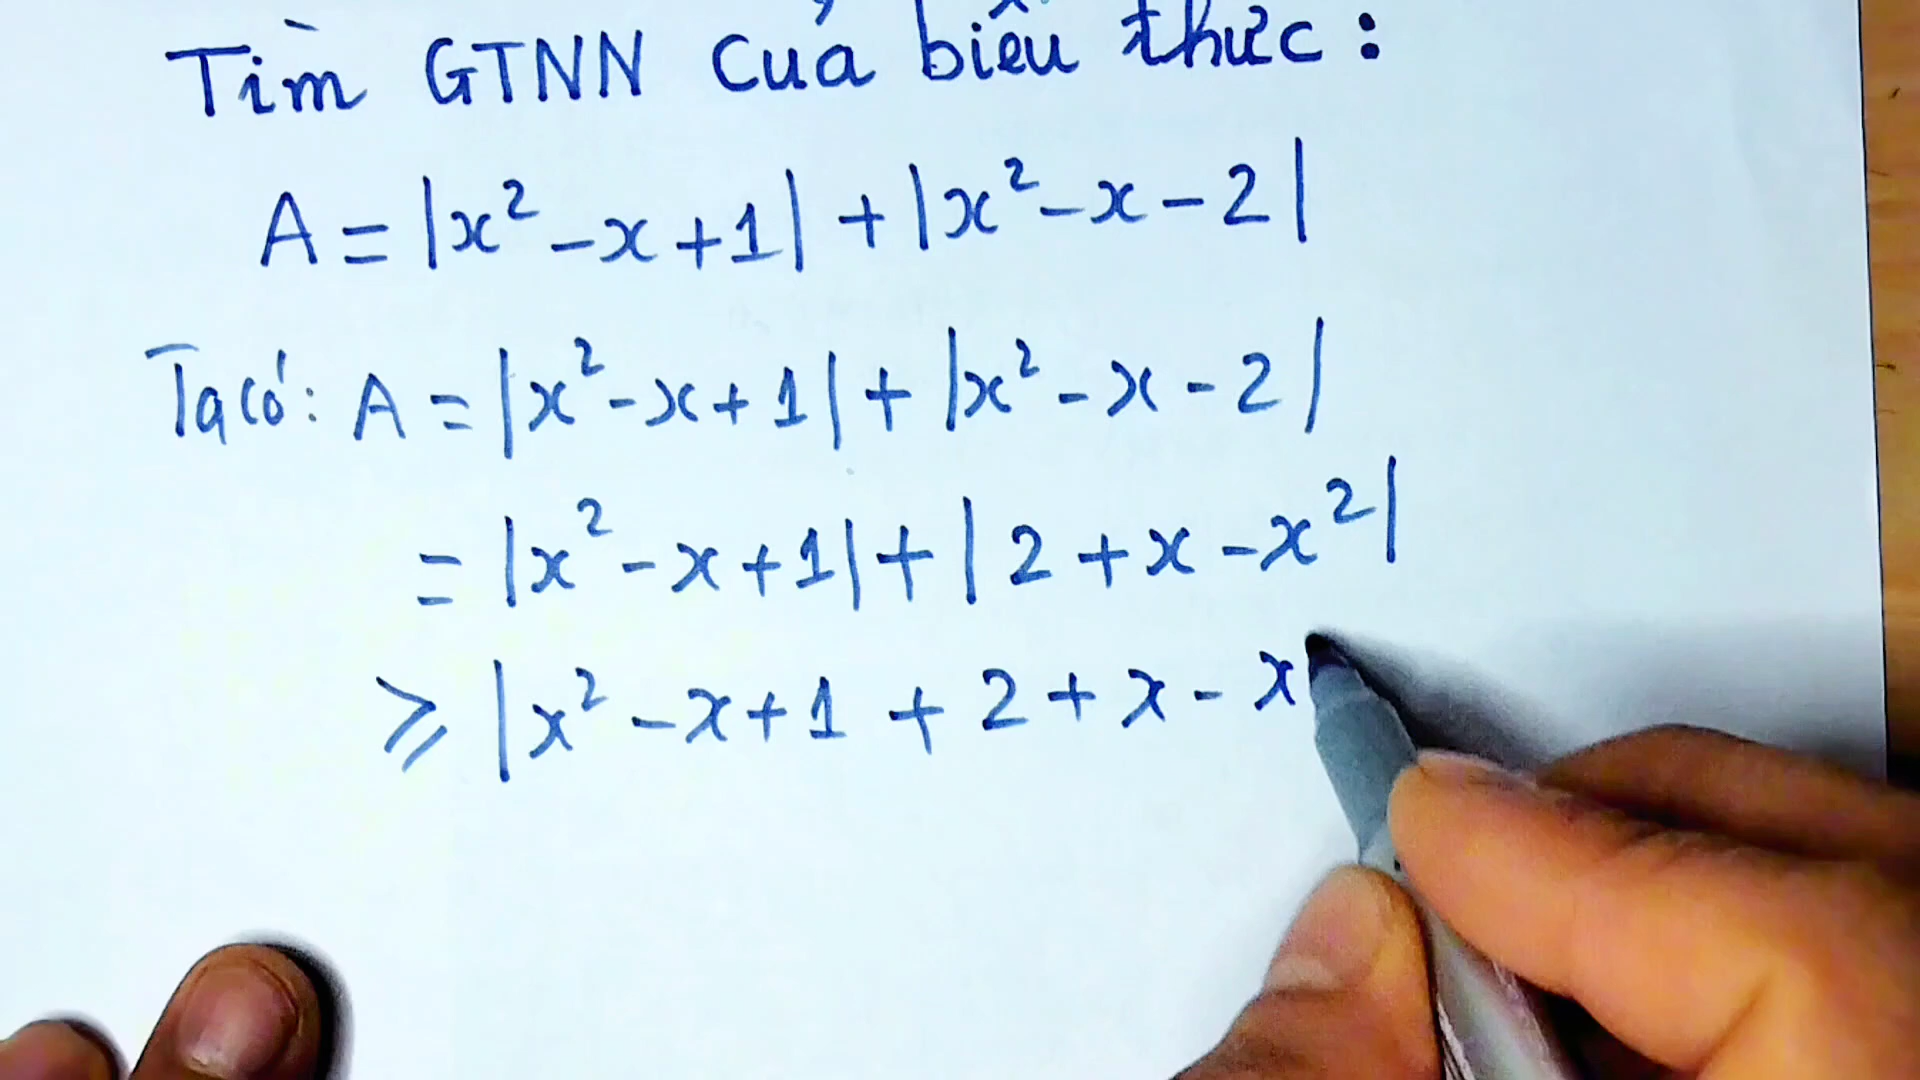 Tìm GTNN của biểu thức:
A = |x² - x + 1| + |x² - x - 2|
Ta có: A = |x² - x + 1| + |x² - x - 2|
= |x² - x + 1| + | 2 + x - x²|
⩾ |x² - x + 1 + 2 + x - x